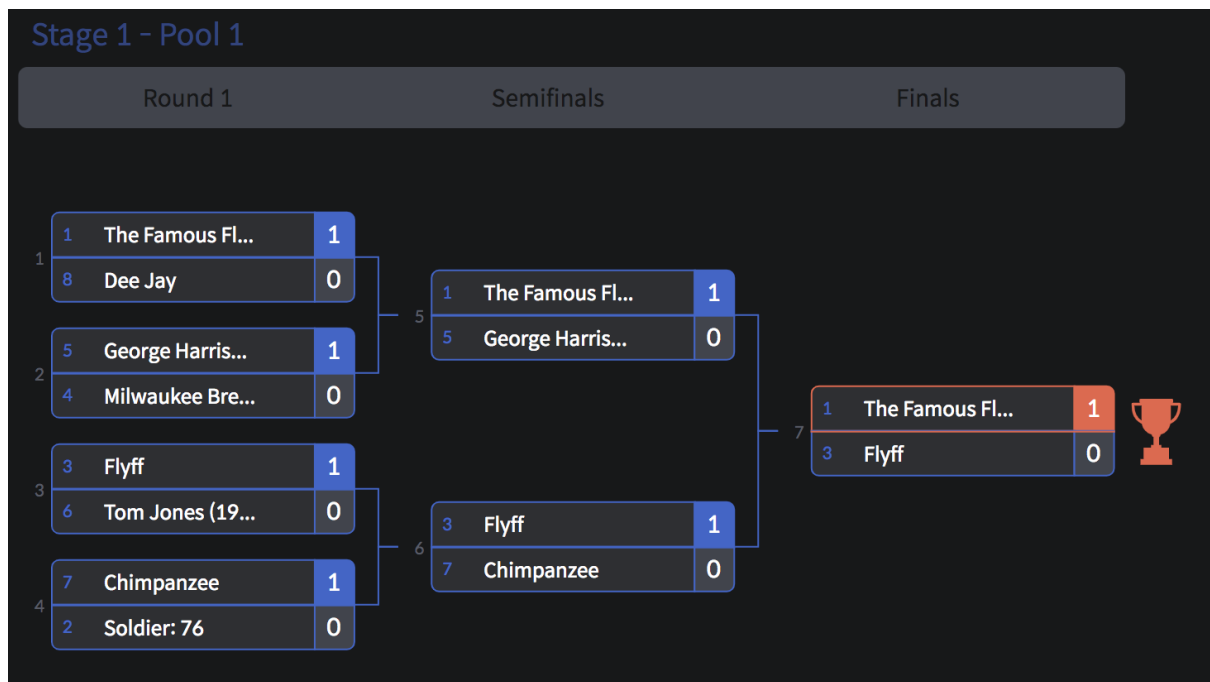 Stage 1 - Pool 1
Round 1 Semifinals Finals
1
1 The Famous Fl... 1
8 Dee Jay 0
2
5 George Harris... 1
4 Milwaukee Bre... 0
3
3 Flyff 1
6 Tom Jones (19... 0
4
7 Chimpanzee 1
2 Soldier: 76 0
5
1 The Famous Fl... 1
5 George Harris... 0
6
3 Flyff 1
7 Chimpanzee 0
7
1 The Famous Fl... 1
3 Flyff 0